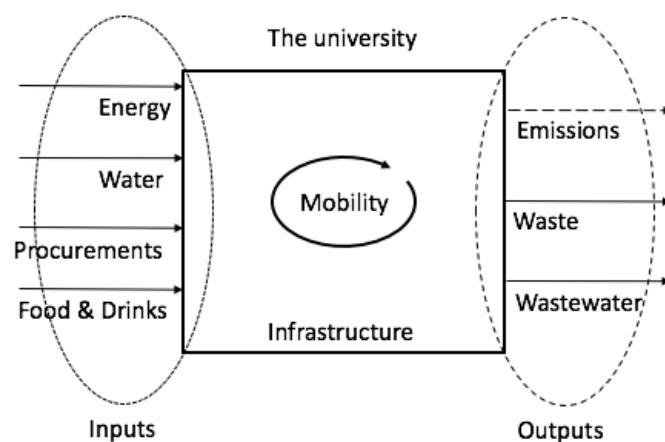 The university
Energy
Water
Procurements
Food & Drinks
Mobility
Infrastructure
Emissions
Waste
Wastewater
Inputs
Outputs